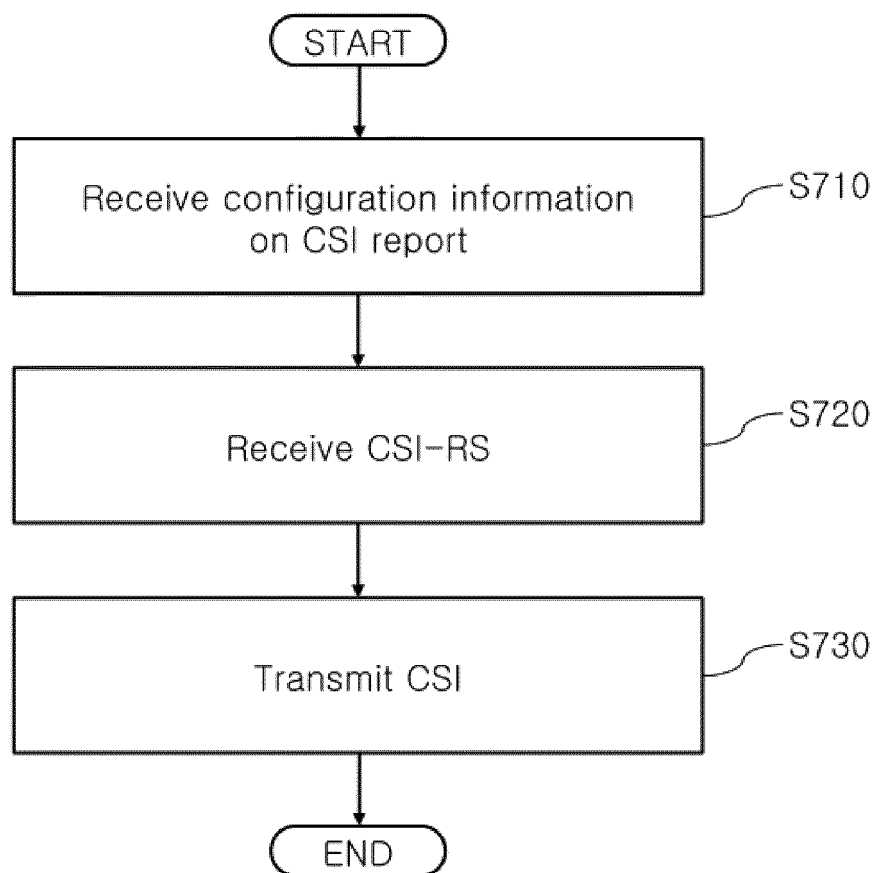 START
Receive configuration information
on CSI report
S710
Receive CSI-RS
S720
Transmit CSI
S730
END